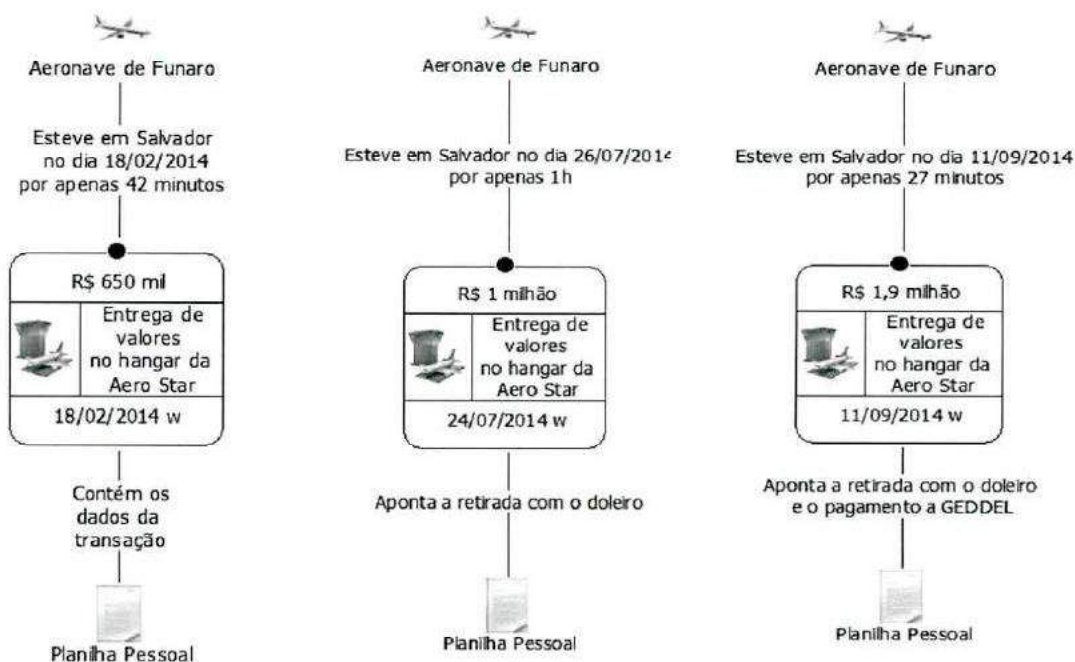 Aeronave de Funaro
Esteve em Salvador
no dia 18/02/2014
por apenas 42 minutos
R$ 650 mil
Entrega de
valores
no hangar da
Aero Star
18/02/2014 w
Contém os
dados da
transação
Planilha Pessoal
Aeronave de Funaro
Esteve em Salvador no dia 26/07/2014
por apenas 1h
R$ 1 milhão
Entrega de
valores
no hangar da
Aero Star
24/07/2014 w
Aponta a retirada com o doleiro
Planilha Pessoal
Aeronave de Funaro
Esteve em Salvador no dia 11/09/2014
por apenas 27 minutos
R$ 1,9 milhão
Entrega de
valores
no hangar da
Aero Star
11/09/2014 w
Aponta a retirada com o doleiro
e o pagamento a GEDDEL
Planilha Pessoal